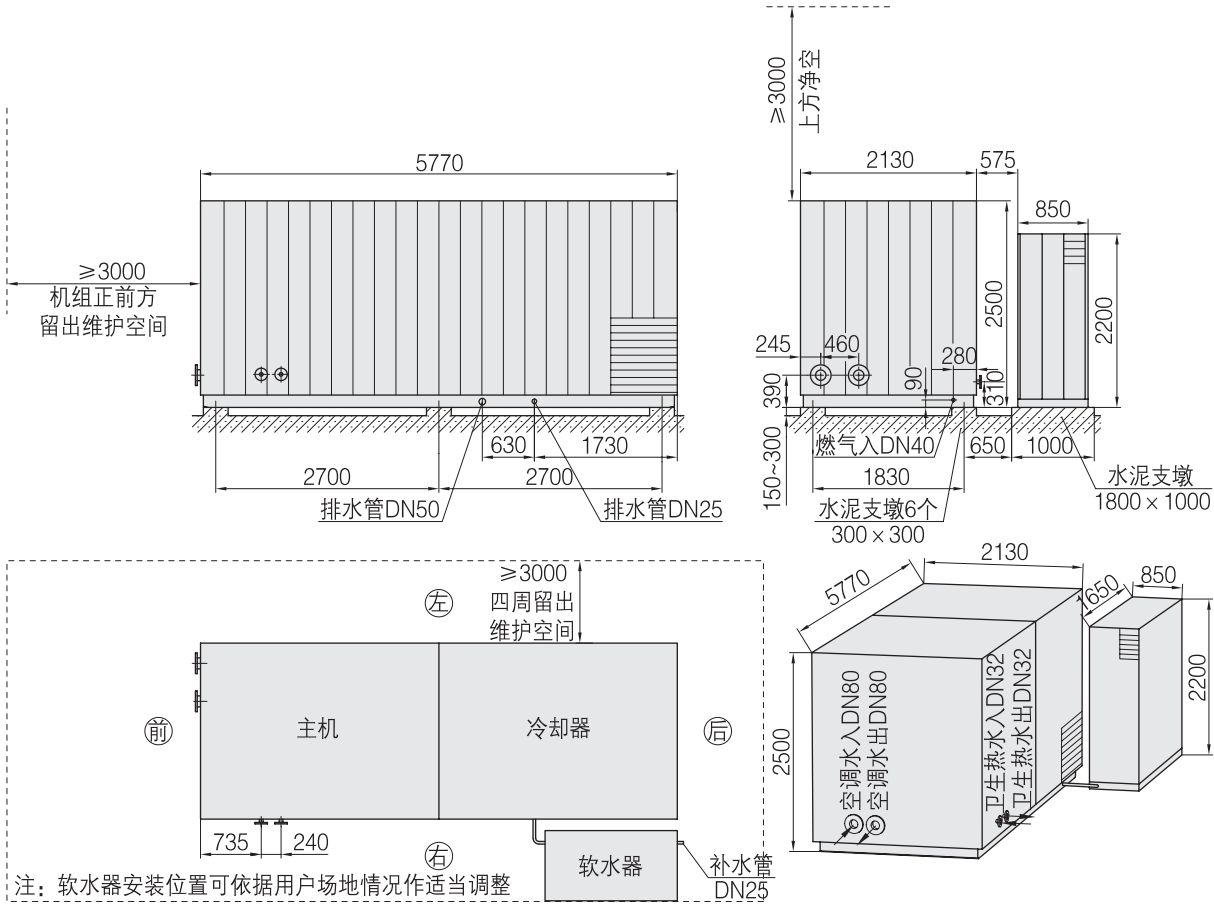 5770
≥3000
机组正前方
留出维护空间
630
1730
2700
2700
排水管DN50
排水管DN25
≥3000
上方净空
2130
575
850
2500
2200
245
460
280
390
90
310
150~300
燃气入DN40
650
1000
1830
水泥支墩6个
300×300
水泥支墩
1800×1000
≥3000
四周留出
维护空间
左
前
主机
冷却器
后
735
240
右
软水器
补水管
DN25
注：软水器安装位置可依据用户场地情况作适当调整
5770
2130
1650
850
2500
2200
空调水入DN80
空调水出DN80
卫生热水入DN32
卫生热水出DN32